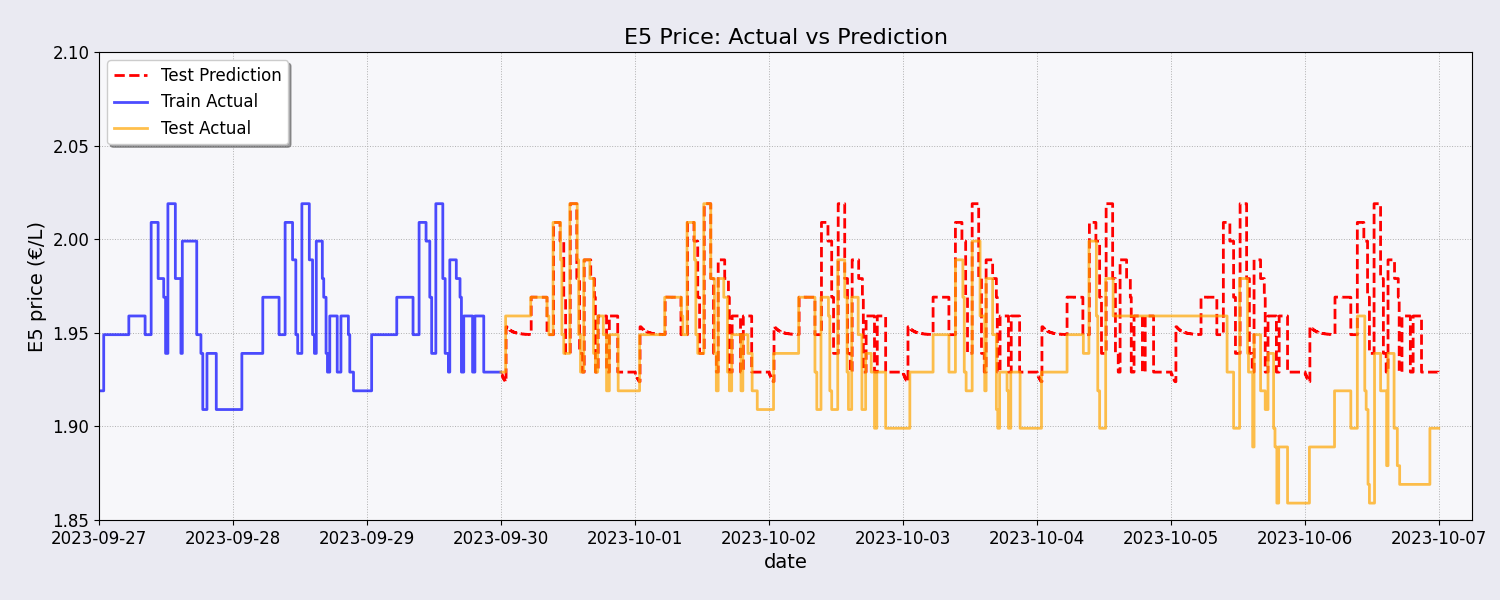 E5 Price: Actual vs Prediction
Test Prediction
Train Actual
Test Actual
E5 price (€/L)
2.10
2.05
2.00
1.95
1.90
1.85
2023-09-27 2023-09-28 2023-09-29 2023-09-30 2023-10-01 2023-10-02 2023-10-03 2023-10-04 2023-10-05 2023-10-06 2023-10-07
date